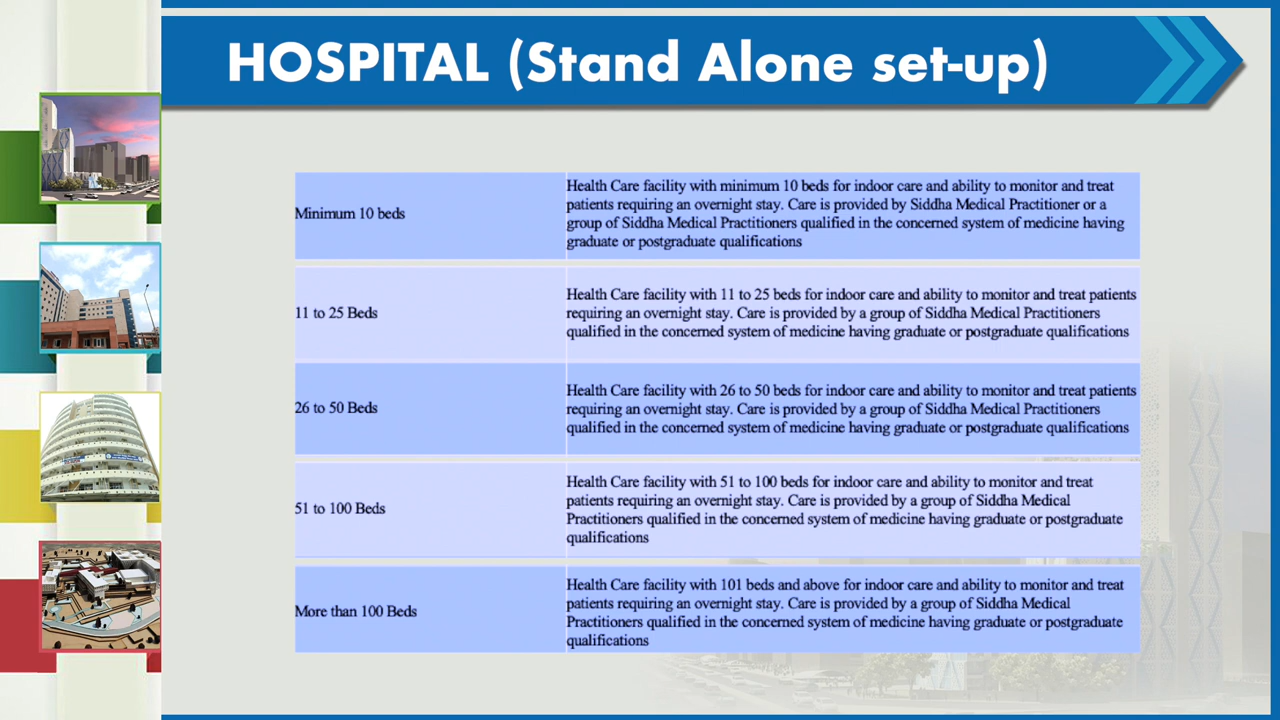 HOSPITAL (Stand Alone set-up)
Minimum 10 beds
Health Care facility with minimum 10 beds for indoor care and ability to monitor and treat
patients requiring an overnight stay. Care is provided by Siddha Medical Practitioner or a
group of Siddha Medical Practitioners qualified in the concerned system of medicine having
graduate or postgraduate qualifications
11 to 25 Beds
Health Care facility with 11 to 25 beds for indoor care and ability to monitor and treat patients
requiring an overnight stay. Care is provided by a group of Siddha Medical Practitioners
qualified in the concerned system of medicine having graduate or postgraduate qualifications
26 to 50 Beds
Health Care facility with 26 to 50 beds for indoor care and ability to monitor and treat patients
requiring an overnight stay. Care is provided by a group of Siddha Medical Practitioners
qualified in the concerned system of medicine having graduate or postgraduate qualifications
51 to 100 Beds
Health Care facility with 51 to 100 beds for indoor care and ability to monitor and treat
patients requiring an overnight stay. Care is provided by a group of Siddha Medical
Practitioners qualified in the concerned system of medicine having graduate or postgraduate
qualifications
More than 100 Beds
Health Care facility with 101 beds and above for indoor care and ability to monitor and treat
patients requiring an overnight stay. Care is provided by a group of Siddha Medical
Practitioners qualified in the concerned system of medicine having graduate or postgraduate
qualifications